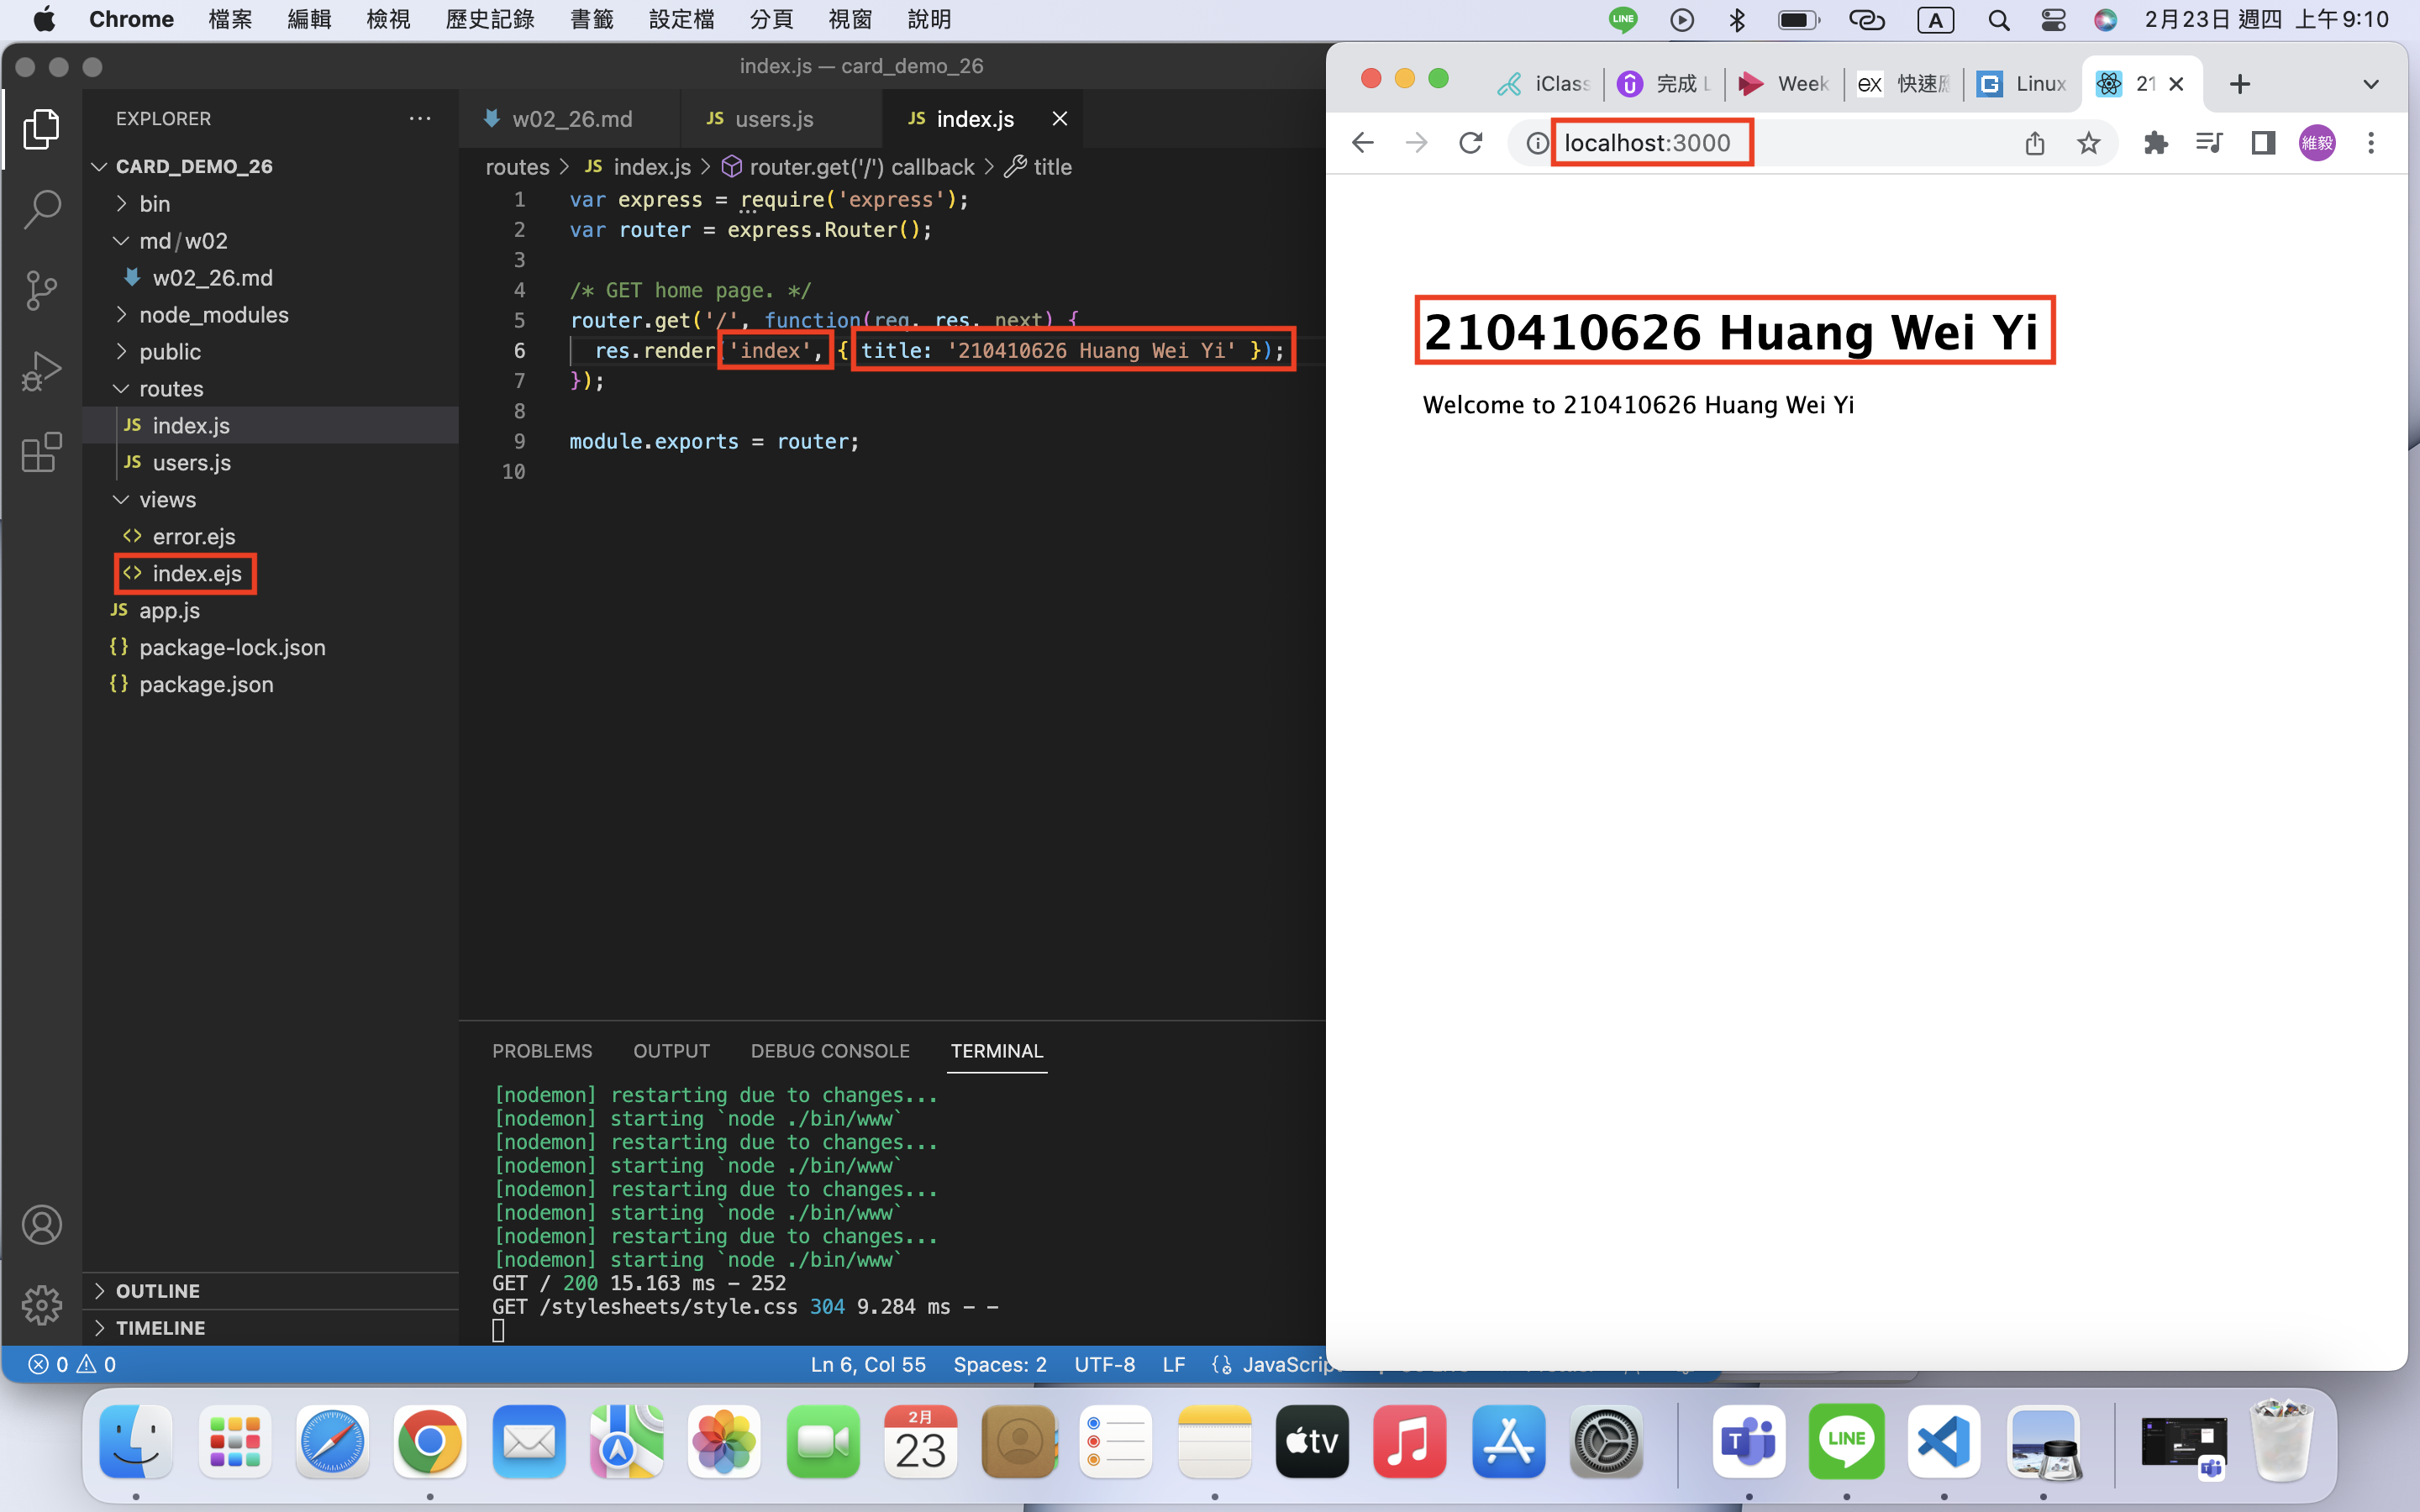 Chrome 檔案 編輯 檢視 歷史記錄 書籤 設定檔 分頁 視窗 說明
LINE A 2月23日 週四 上午9:10
index.js — card_demo_26
EXPLORER
CARD_DEMO_26
bin
md/w02
w02_26.md
node_modules
public
routes
JS index.js
JS users.js
views
error.ejs
index.ejs
JS app.js
{} package-lock.json
{} package.json
OUTLINE
TIMELINE
w02_26.md JS users.js JS index.js
routes > JS index.js > router.get('/') callback > title
1 var express = require('express');
2 var router = express.Router();
3
4 /* GET home page. */
5 router.get('/', function(req, res, next) {
6 res.render('index', { title: '210410626 Huang Wei Yi' });
7 });
8
9 module.exports = router;
10
PROBLEMS OUTPUT DEBUG CONSOLE TERMINAL
[nodemon] restarting due to changes...
[nodemon] starting `node ./bin/www`
[nodemon] restarting due to changes...
[nodemon] starting `node ./bin/www`
[nodemon] restarting due to changes...
[nodemon] starting `node ./bin/www`
[nodemon] restarting due to changes...
[nodemon] starting `node ./bin/www`
GET / 200 15.163 ms - 252
GET /stylesheets/style.css 304 9.284 ms - -
0 0 Ln 6, Col 55 Spaces: 2 UTF-8 LF JavaScrip
iClass 完成 L Week ex 快速 Linux 21
localhost:3000 維毅
210410626 Huang Wei Yi
Welcome to 210410626 Huang Wei Yi
2月
23
tv
LINE